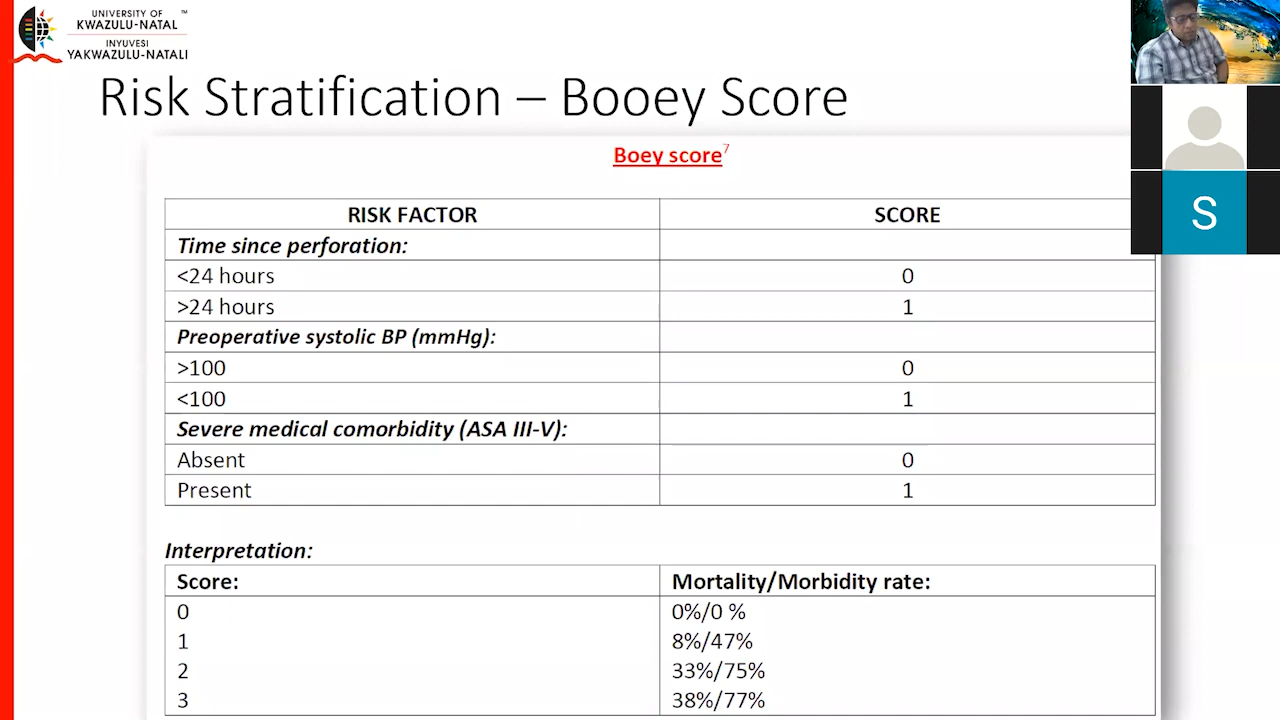 UNIVERSITY OF ™
KWAZULU-NATAL
INYUVESI
YAKWAZULU-NATALI
Risk Stratification – Booey Score
Boey score7
RISK FACTOR SCORE
Time since perforation:
<24 hours 0
>24 hours 1
Preoperative systolic BP (mmHg):
>100 0
<100 1
Severe medical comorbidity (ASA III-V):
Absent 0
Present 1
Interpretation:
Score: Mortality/Morbidity rate:
0 0%/0 %
1 8%/47%
2 33%/75%
3 38%/77%
S